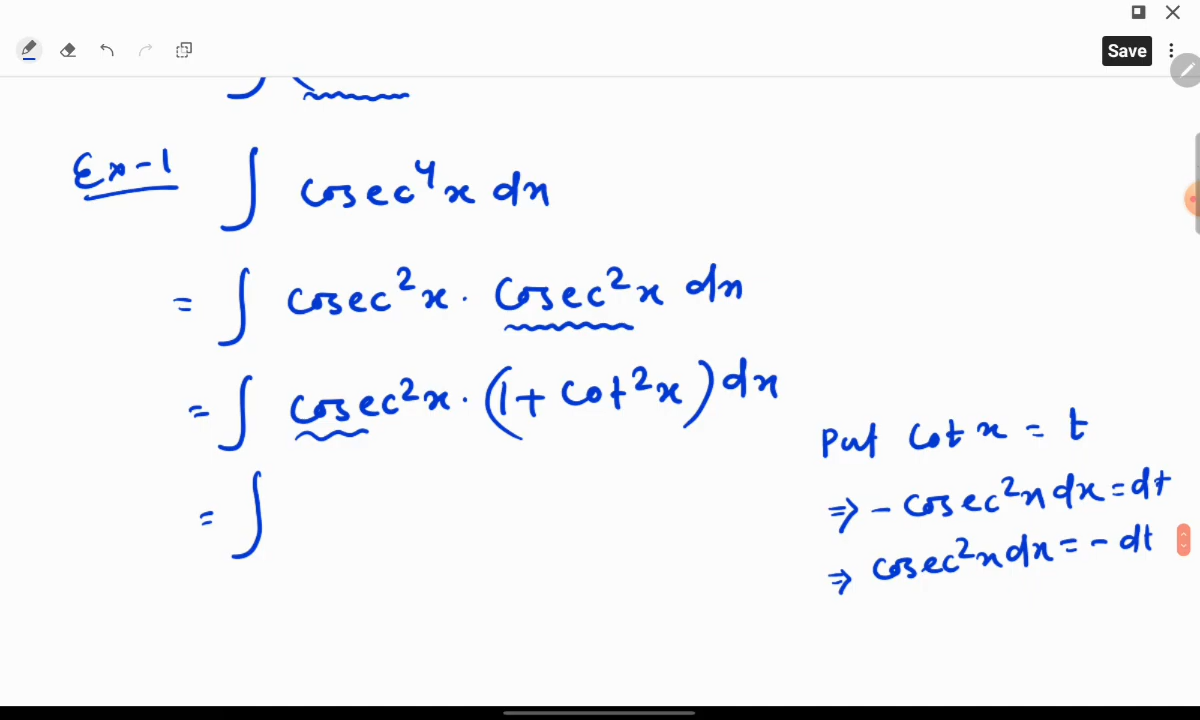 Save
Ex-1 ∫ cosec⁴x dx
= ∫ cosec²x · cosec²x dx
= ∫ cosec²x · (1 + cot²x) dx
Put cot x = t
⇒ - cosec²x dx = dt
= ∫
⇒ cosec²x dx = - dt